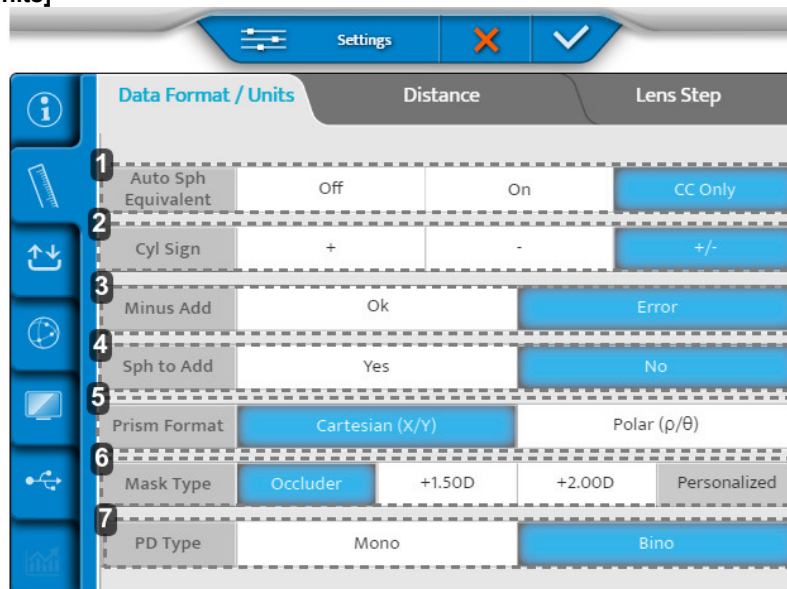 Settings
Data Format / Units
Distance
Lens Step
1
Auto Sph
Equivalent
Off
On
CC Only
2
Cyl Sign
+
-
+/-
3
Minus Add
Ok
Error
4
Sph to Add
Yes
No
5
Prism Format
Cartesian (X/Y)
Polar (ρ/θ)
6
Mask Type
Occluder
+1.50D
+2.00D
Personalized
7
PD Type
Mono
Bino